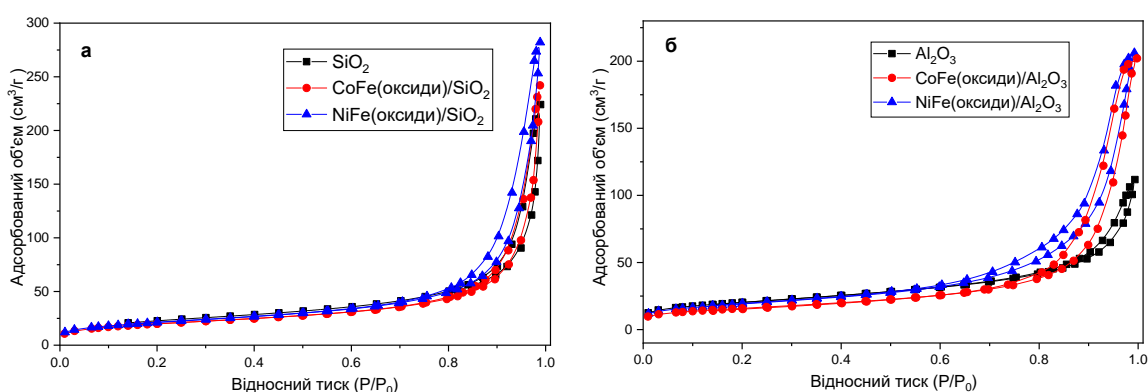 а
SiO₂
CoFe(оксиди)/SiO₂
NiFe(оксиди)/SiO₂
Адсорбований об'єм (см³/г)
300
250
200
150
100
50
0
0.0 0.2 0.4 0.6 0.8 1.0
Відносний тиск (P/P₀)
б
Al₂O₃
CoFe(оксиди)/Al₂O₃
NiFe(оксиди)/Al₂O₃
Адсорбований об'єм (см³/г)
200
150
100
50
0
0.0 0.2 0.4 0.6 0.8 1.0
Відносний тиск (P/P₀)